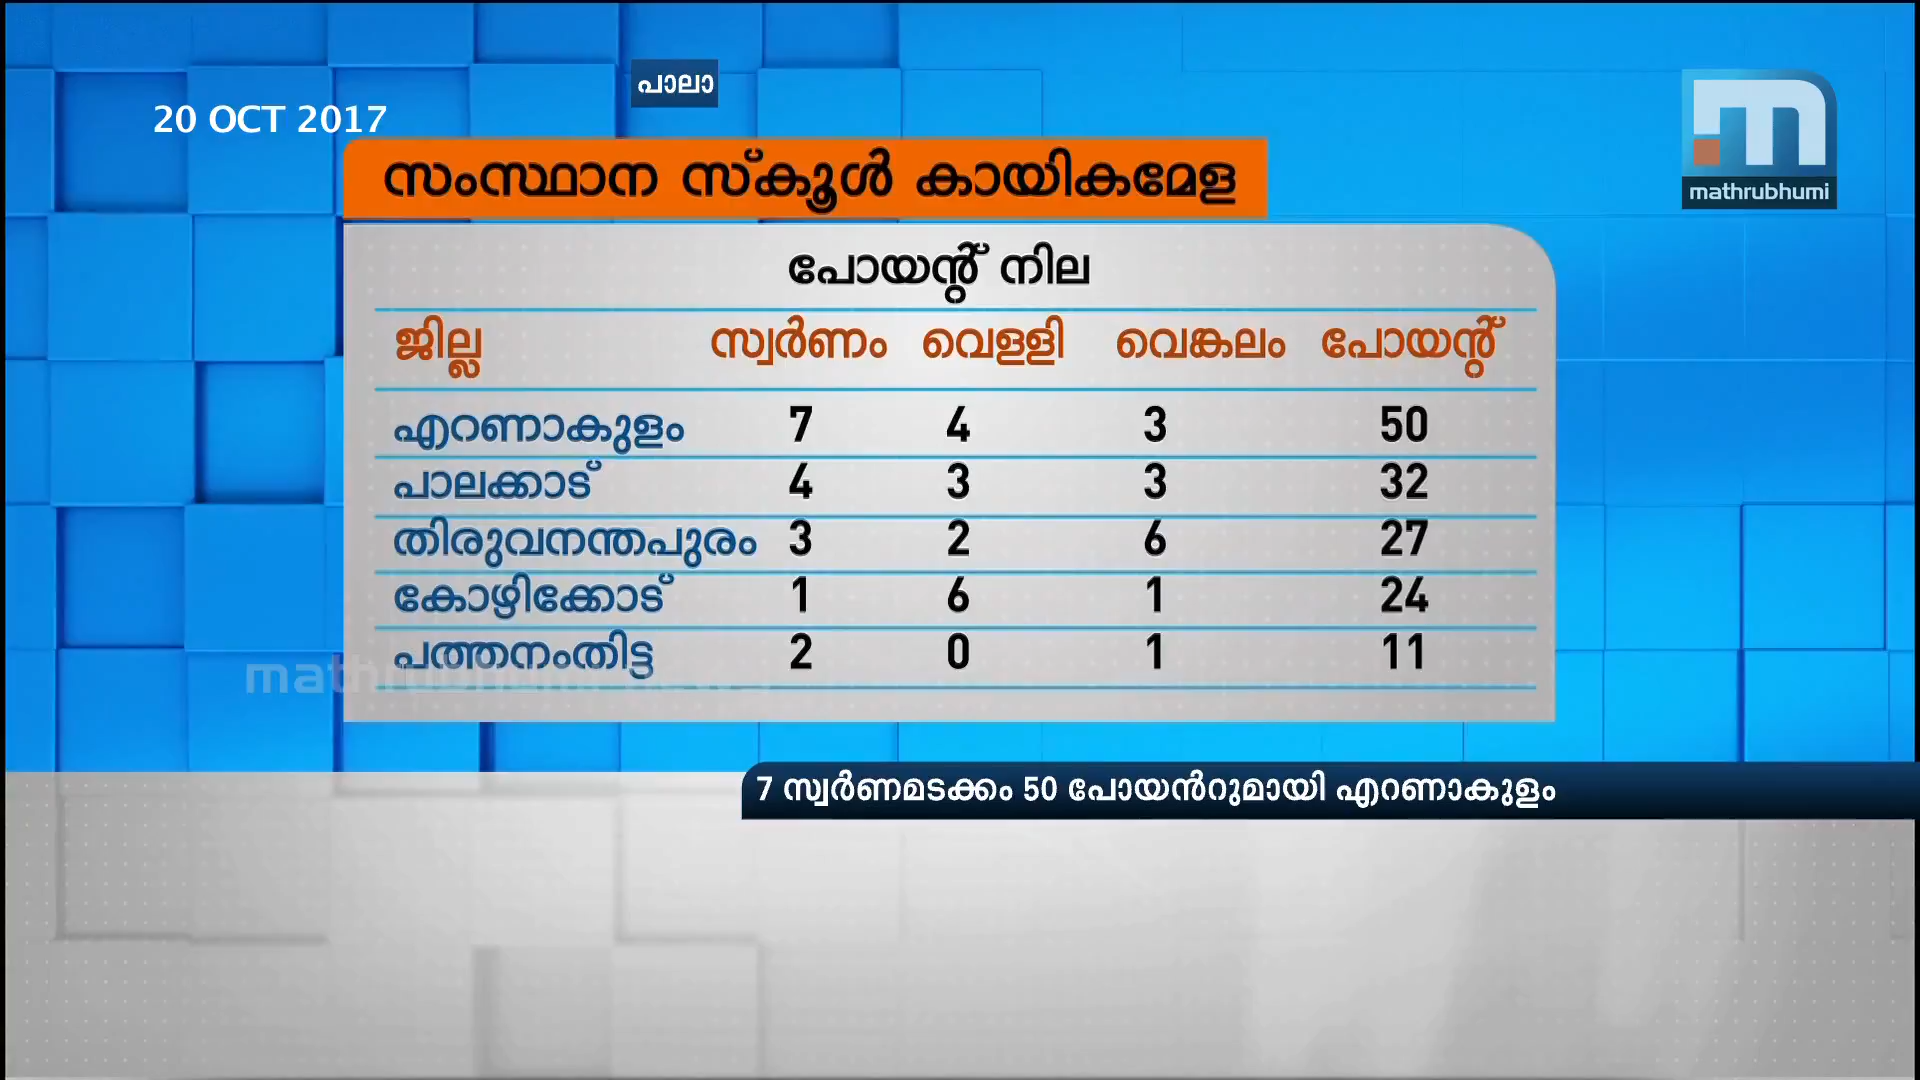 പാലാ
20 OCT 2017
mathrubhumi
സംസ്ഥാന സ്കൂൾ കായികമേള
പോയന്റ് നില
ജില്ല സ്വർണം വെള്ളി വെങ്കലം പോയന്റ്
എറണാകുളം 7 4 3 50
പാലക്കാട് 4 3 3 32
തിരുവനന്തപുരം 3 2 6 27
കോഴിക്കോട് 1 6 1 24
പത്തനംതിട്ട 2 0 1 11
mathrubhumi news
7 സ്വർണമടക്കം 50 പോയൻറുമായി എറണാകുളം